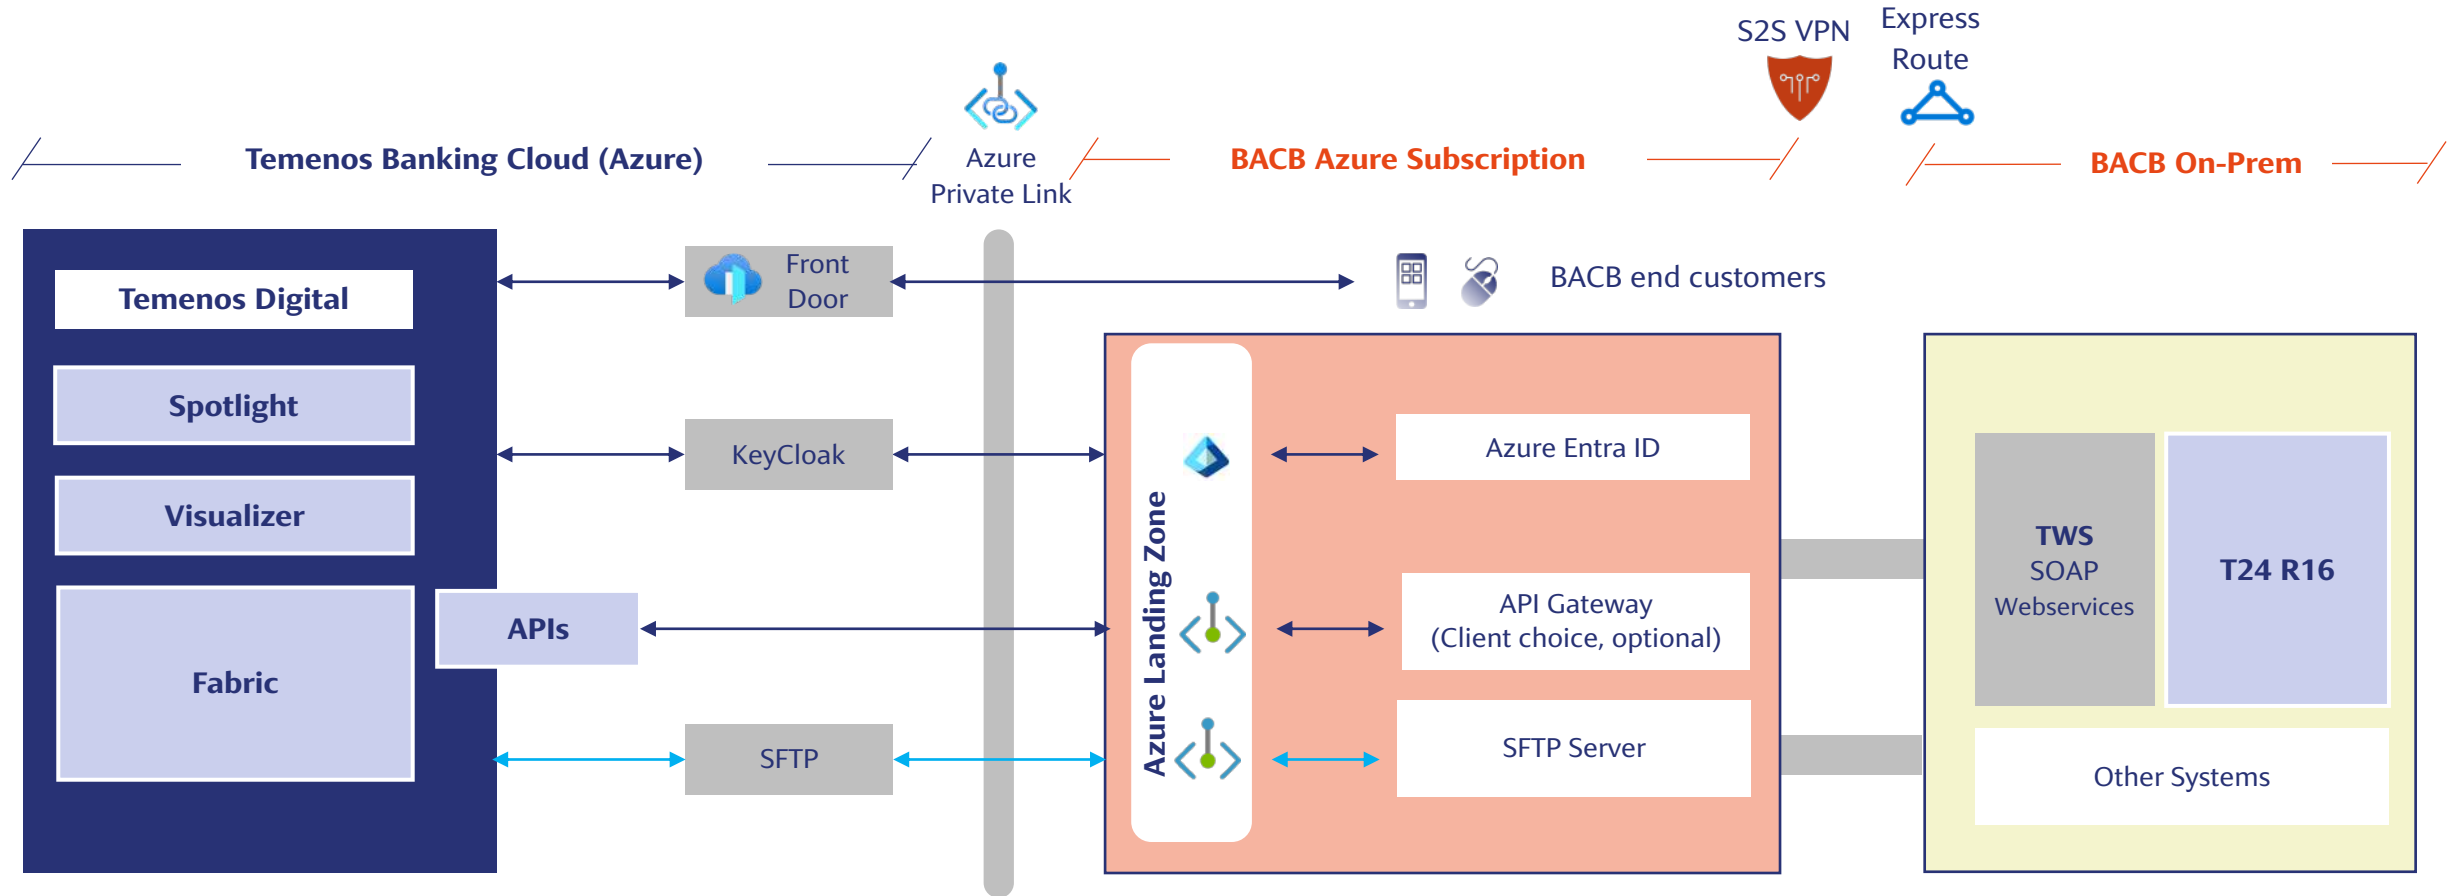 S2S VPN
Express
Route
Temenos Banking Cloud (Azure)
Azure
Private Link
BACB Azure Subscription
BACB On-Prem
Temenos Digital
Spotlight
Visualizer
Fabric
APIs
Front
Door
KeyCloak
SFTP
BACB end customers
Azure Landing Zone
Azure Entra ID
API Gateway
(Client choice, optional)
SFTP Server
TWS
SOAP
Webservices
T24 R16
Other Systems